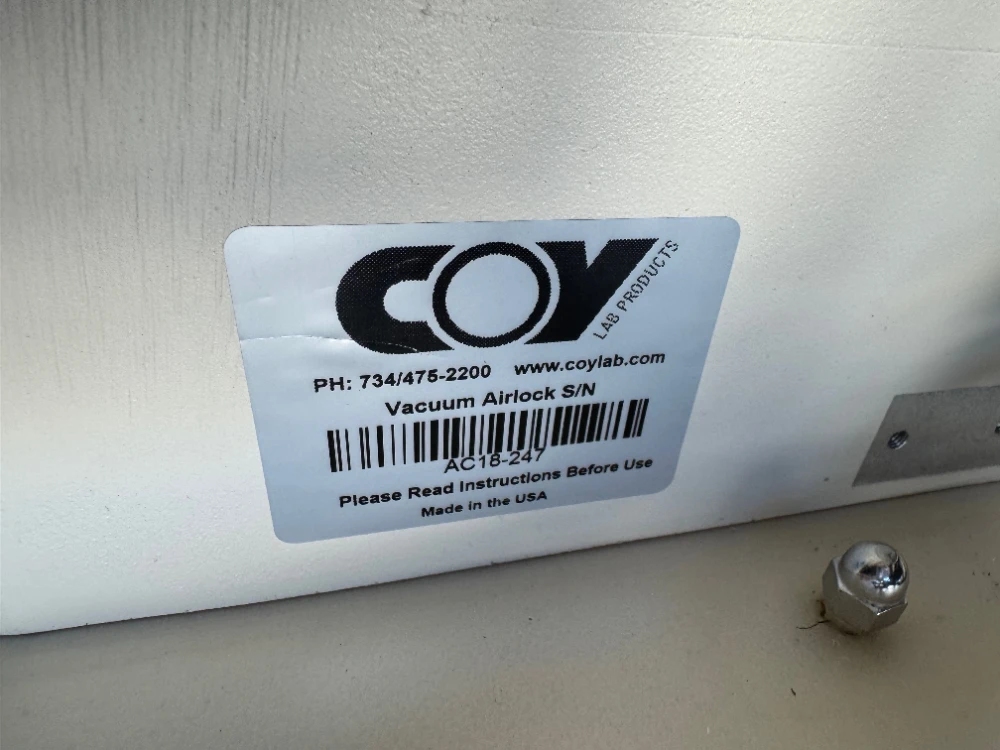 COY
LAB PRODUCTS
PH: 734/475-2200 www.coylab.com
Vacuum Airlock S/N
AC18-247
Please Read Instructions Before Use
Made in the USA